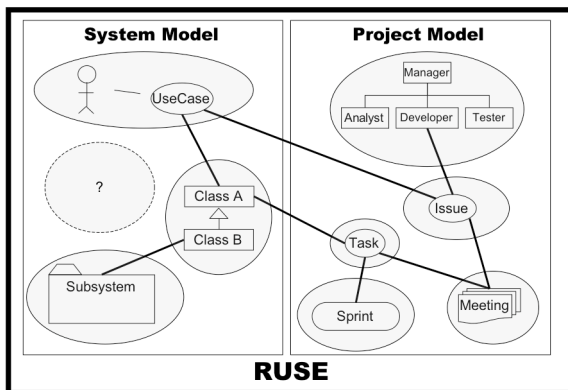 System Model
Project Model
UseCase
?
Class A
Class B
Subsystem
Manager
Analyst
Developer
Tester
Issue
Task
Sprint
Meeting
RUSE